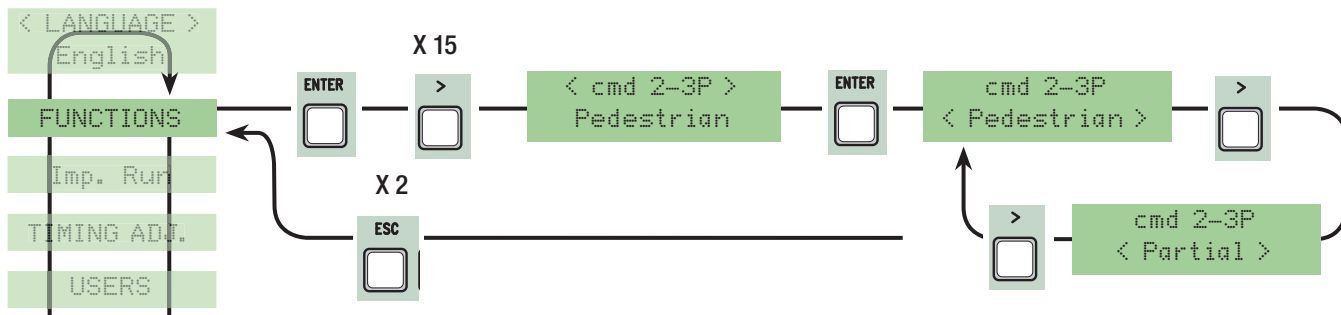 < LANGUAGE >
English
FUNCTIONS
Imp. Run
TIMING ADJ.
USERS
ENTER
X 15
>
< cmd 2–3P >
Pedestrian
ENTER
cmd 2–3P
< Pedestrian >
>
X 2
ESC
>
cmd 2–3P
< Partial >